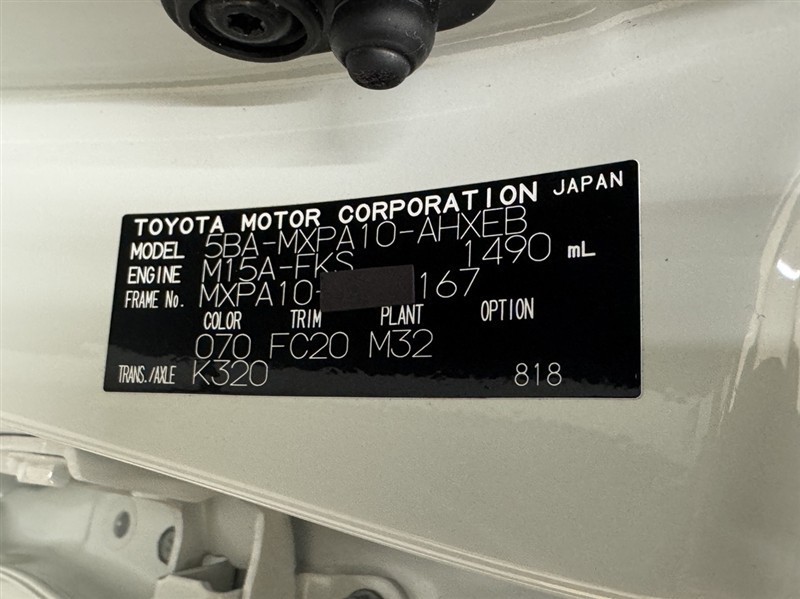 TOYOTA MOTOR CORPORATION JAPAN
MODEL 5BA-MXPA10-AHXEB
ENGINE M15A-FKS 1490 mL
FRAME No. MXPA10- 167
COLOR TRIM PLANT OPTION
070 FC20 M32
TRANS./AXLE K320 818